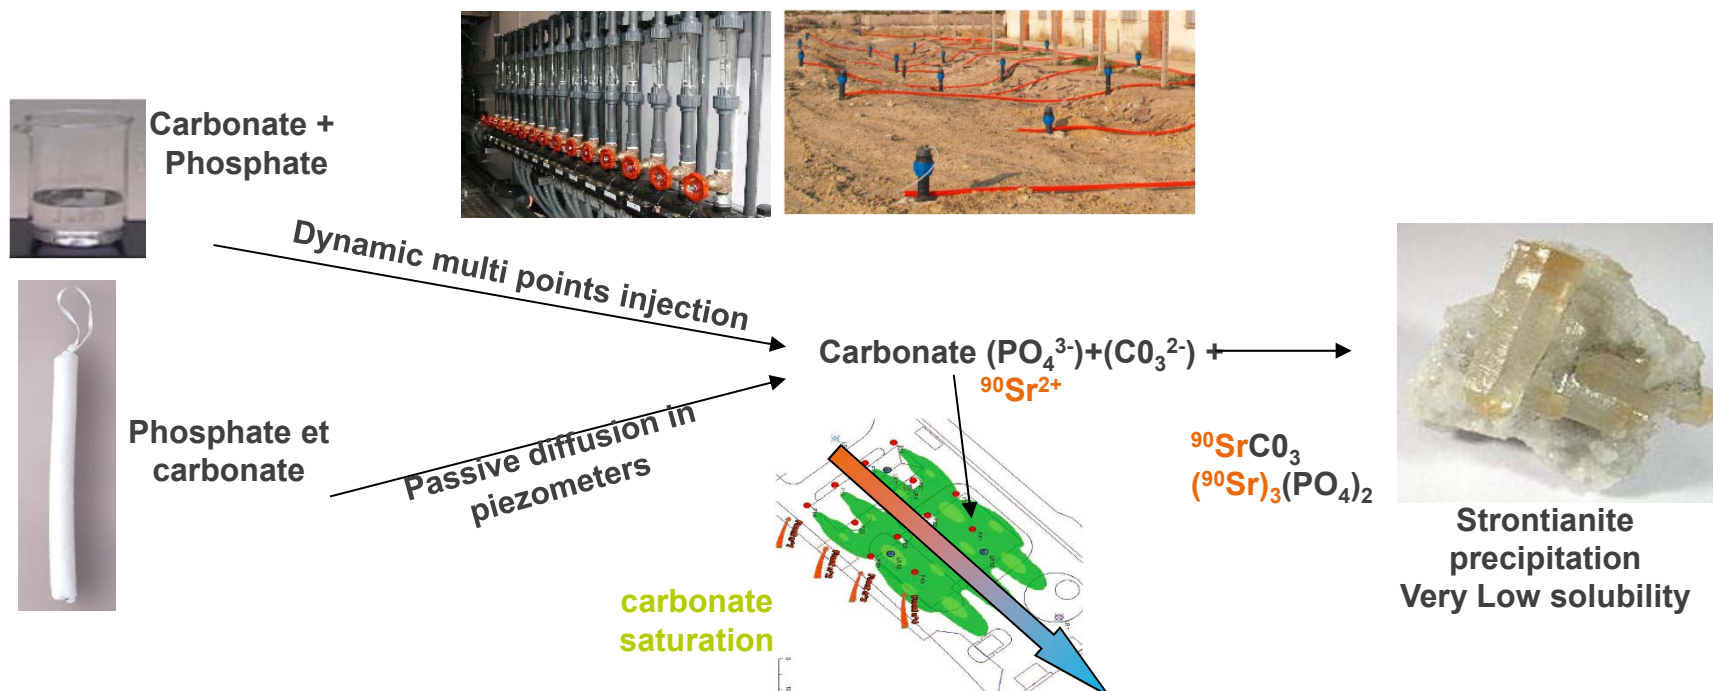 Carbonate +
Phosphate
Dynamic multi points injection
Phosphate et
carbonate
Passive diffusion in
piezometers
Carbonate (PO₄³⁻)+(C0₃²⁻) +
⁹⁰Sr²⁺
⁹⁰SrC0₃
(⁹⁰Sr)₃(PO₄)₂
carbonate
saturation
Strontianite
precipitation
Very Low solubility